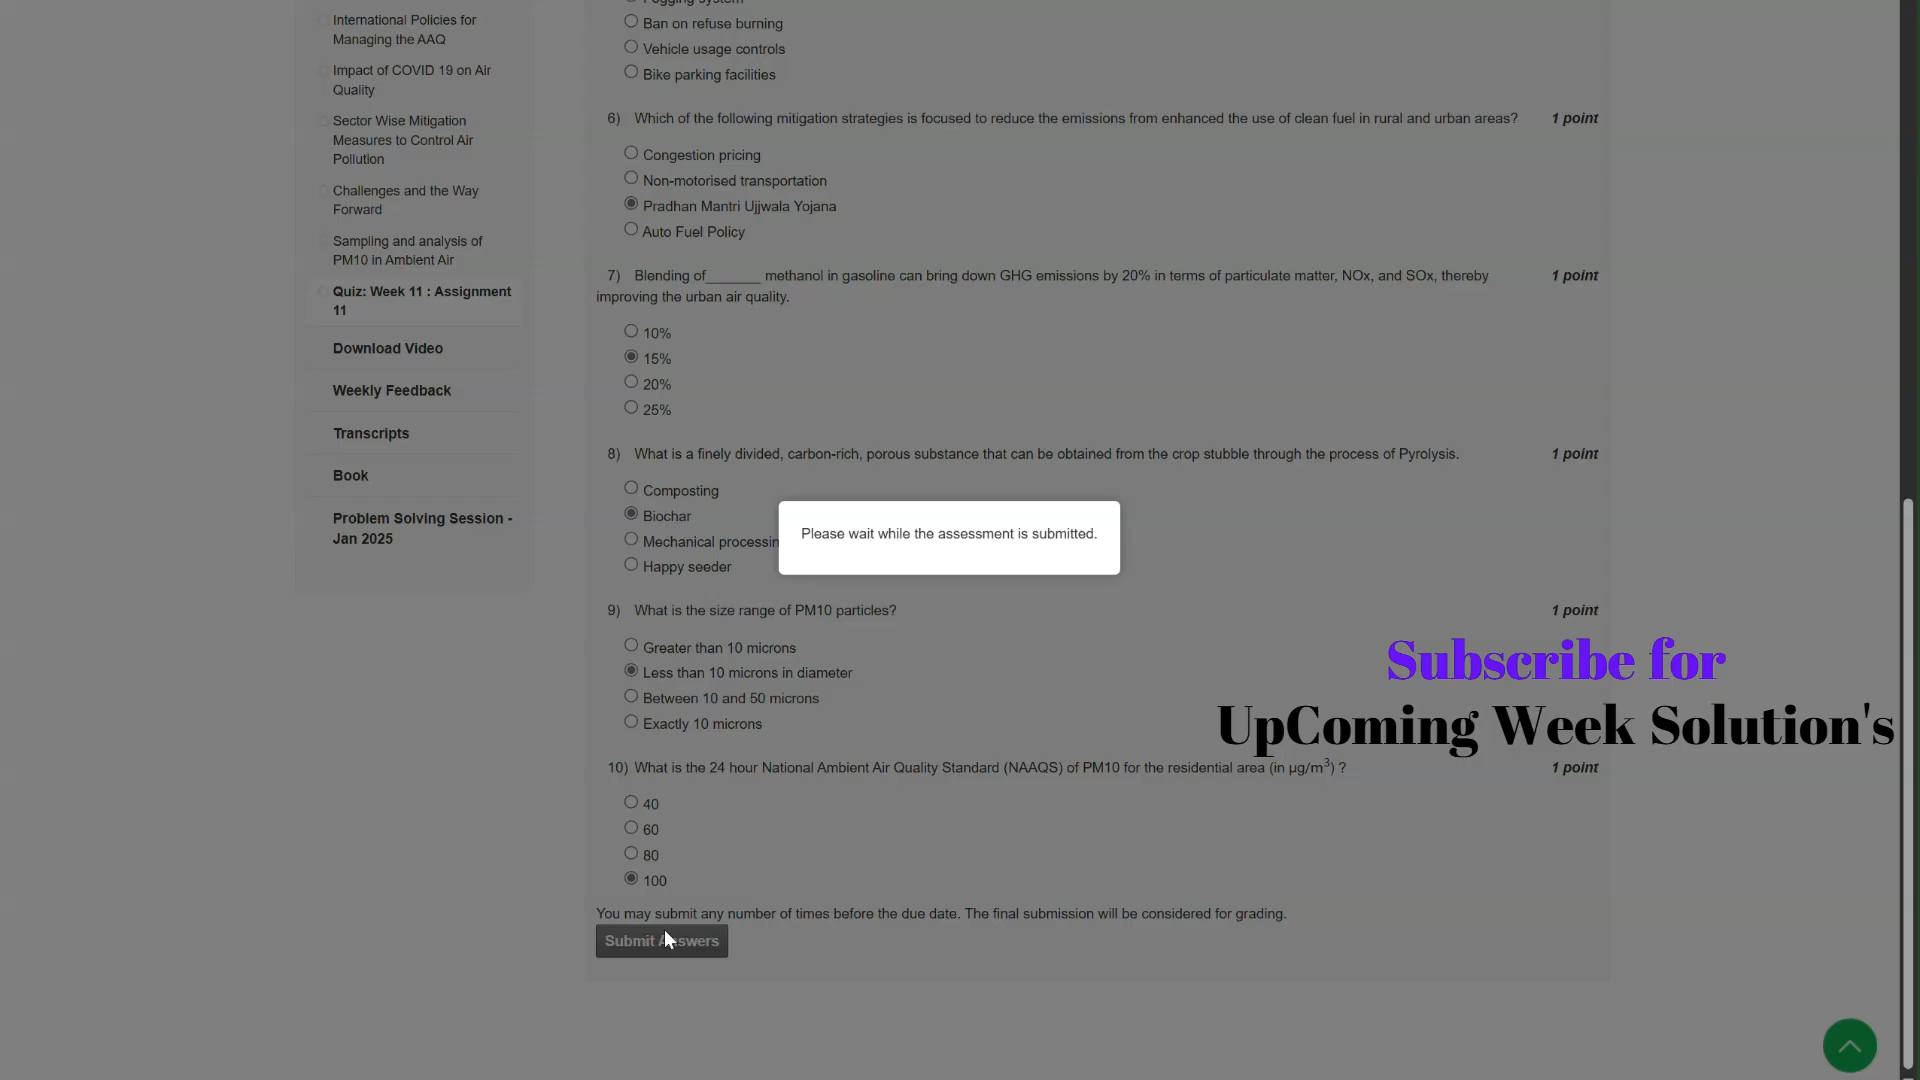 International Policies for
Managing the AAQ
Impact of COVID 19 on Air
Quality
Sector Wise Mitigation
Measures to Control Air
Pollution
Challenges and the Way
Forward
Sampling and analysis of
PM10 in Ambient Air
Quiz: Week 11 : Assignment
11
Download Video
Weekly Feedback
Transcripts
Book
Problem Solving Session -
Jan 2025
Ban on refuse burning
Vehicle usage controls
Bike parking facilities
6) Which of the following mitigation strategies is focused to reduce the emissions from enhanced the use of clean fuel in rural and urban areas? 1 point
Congestion pricing
Non-motorised transportation
Pradhan Mantri Ujjwala Yojana
Auto Fuel Policy
7) Blending of_______ methanol in gasoline can bring down GHG emissions by 20% in terms of particulate matter, NOx, and SOx, thereby 1 point
improving the urban air quality.
10%
15%
20%
25%
8) What is a finely divided, carbon-rich, porous substance that can be obtained from the crop stubble through the process of Pyrolysis. 1 point
Composting
Biochar
Mechanical processin
Happy seeder
Please wait while the assessment is submitted.
9) What is the size range of PM10 particles? 1 point
Greater than 10 microns
Less than 10 microns in diameter
Between 10 and 50 microns
Exactly 10 microns
Subscribe for
UpComing Week Solution's
10) What is the 24 hour National Ambient Air Quality Standard (NAAQS) of PM10 for the residential area (in µg/m³) ? 1 point
40
60
80
100
You may submit any number of times before the due date. The final submission will be considered for grading.
Submit Answers